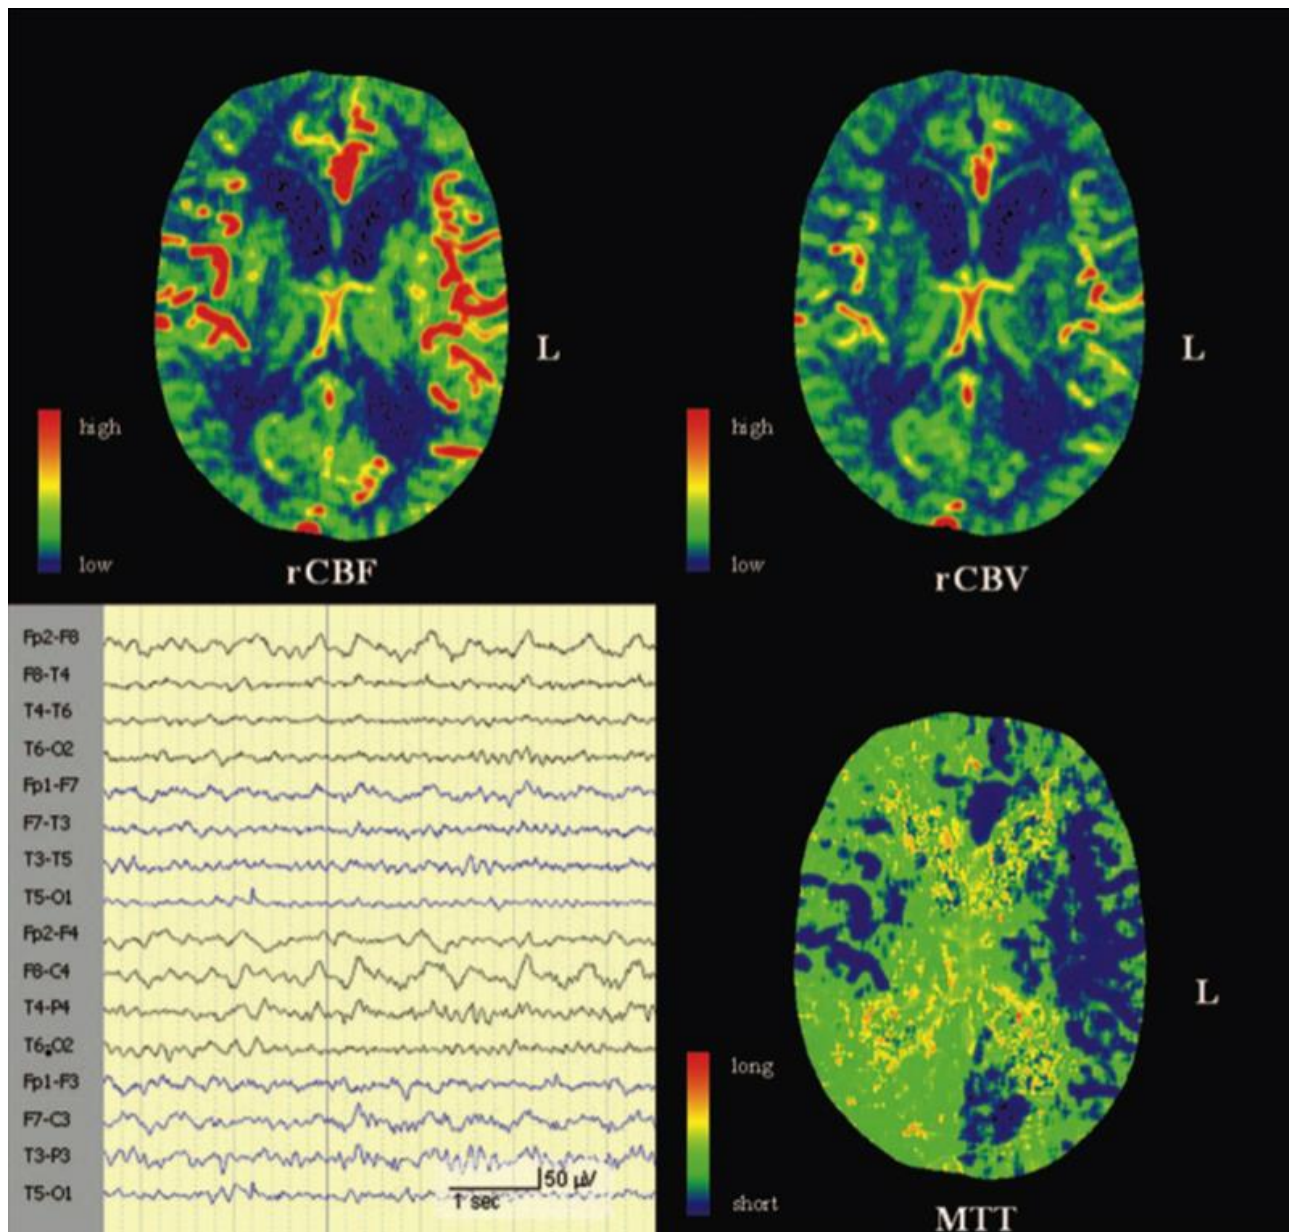 L
high
low
rCBF
L
high
low
rCBV
Fp2-F8
F8-T4
T4-T6
T6-O2
Fp1-F7
F7-T3
T3-T5
T5-O1
Fp2-F4
F8-C4
T4-P4
T6-O2
Fp1-F3
F7-C3
T3-P3
T5-O1
50 µV
1 sec
L
long
short
MTT